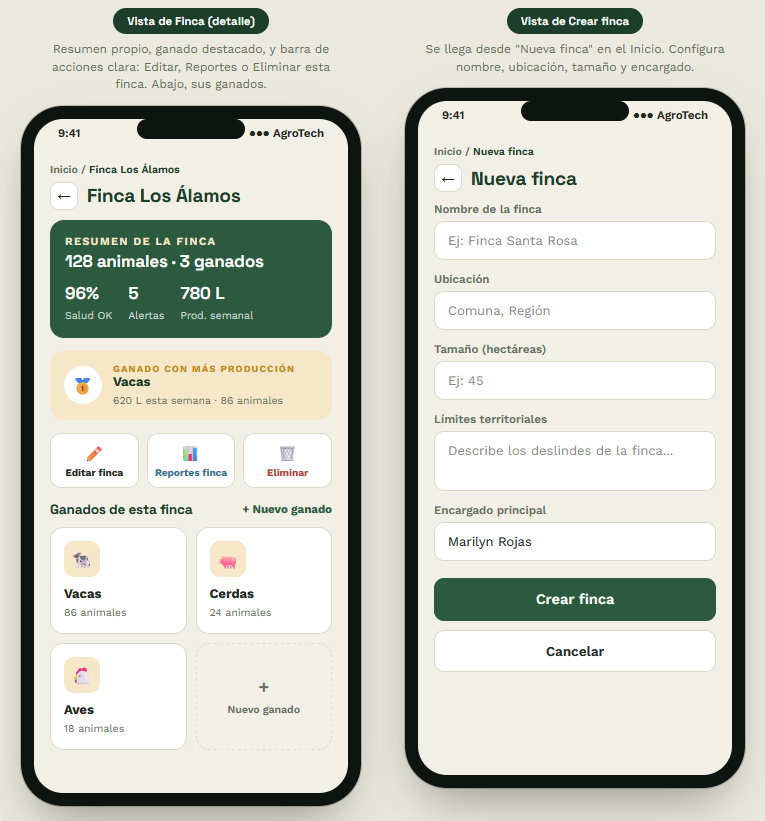 Vista de Finca (detalle)
Resumen propio, ganado destacado, y barra de
acciones clara: Editar, Reportes o Eliminar esta
finca. Abajo, sus ganados.
9:41
●●● AgroTech
Inicio / Finca Los Álamos
← Finca Los Álamos
RESUMEN DE LA FINCA
128 animales · 3 ganados
96% 5 780 L
Salud OK Alertas Prod. semanal
GANADO CON MÁS PRODUCCIÓN
Vacas
620 L esta semana · 86 animales
1
Editar finca Reportes finca Eliminar
Ganados de esta finca + Nuevo ganado
Vacas
86 animales
Cerdas
24 animales
Aves
18 animales
+
Nuevo ganado
Vista de Crear finca
Se llega desde "Nueva finca" en el Inicio. Configura
nombre, ubicación, tamaño y encargado.
9:41
●●● AgroTech
Inicio / Nueva finca
← Nueva finca
Nombre de la finca
Ej: Finca Santa Rosa
Ubicación
Comuna, Región
Tamaño (hectáreas)
Ej: 45
Límites territoriales
Describe los deslindes de la finca...
Encargado principal
Marilyn Rojas
Crear finca
Cancelar